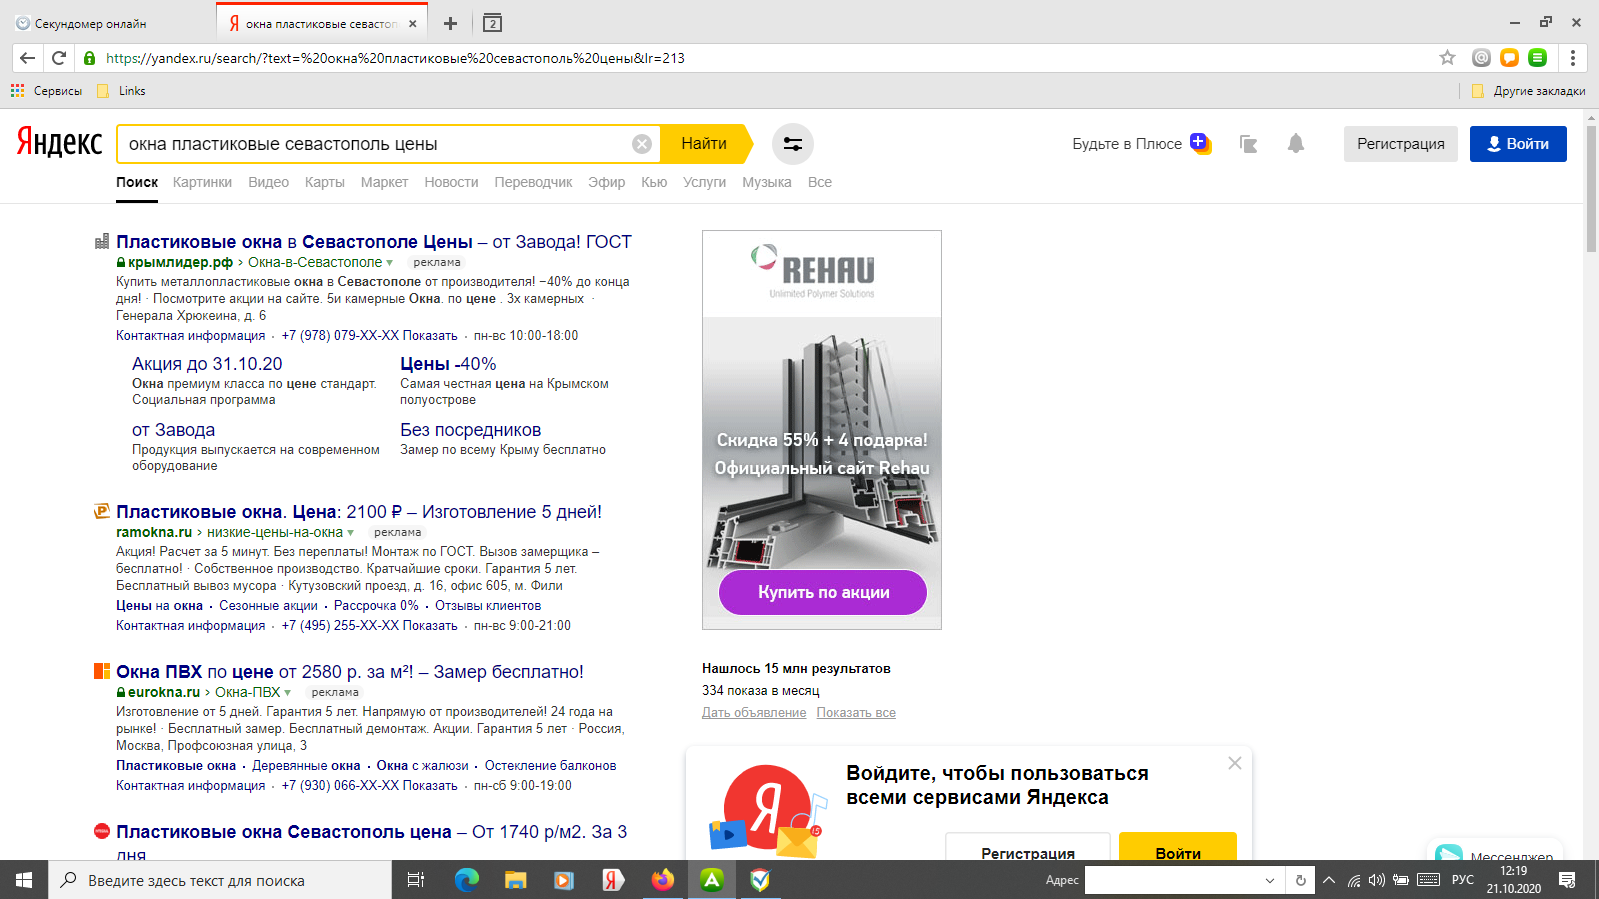 Секундомер онлайн
окна пластиковые севастоп
2
https://yandex.ru/search/?text=%20окна%20пластиковые%20севастополь%20цены&lr=213
Сервисы
Links
Другие закладки
Яндекс
окна пластиковые севастополь цены
Найти
Будьте в Плюсе
Регистрация
Войти
Поиск Картинки Видео Карты Маркет Новости Переводчик Эфир Кью Услуги Музыка Все
Пластиковые окна в Севастополе Цены – от Завода! ГОСТ
крымлидер.рф › Окна-в-Севастополе реклама
Купить металлопластиковые окна в Севастополе от производителя! –40% до конца
дня! · Посмотрите акции на сайте. 5и камерные Окна. по цене . 3х камерных ·
Генерала Хрюкеина, д. 6
Контактная информация · +7 (978) 079-XX-XX Показать · пн-вс 10:00-18:00
Акция до 31.10.20
Окна премиум класса по цене стандарт.
Социальная программа
Цены -40%
Самая честная цена на Крымском
полуострове
от Завода
Продукция выпускается на современном
оборудование
Без посредников
Замер по всему Крыму бесплатно
Пластиковые окна. Цена: 2100 ₽ – Изготовление 5 дней!
ramokna.ru › низкие-цены-на-окна реклама
Акция! Расчет за 5 минут. Без переплаты! Монтаж по ГОСТ. Вызов замерщика –
бесплатно! · Собственное производство. Кратчайшие сроки. Гарантия 5 лет.
Бесплатный вывоз мусора · Кутузовский проезд, д. 16, офис 605, м. Фили
Цены на окна · Сезонные акции · Рассрочка 0% · Отзывы клиентов
Контактная информация · +7 (495) 255-XX-XX Показать · пн-вс 9:00-21:00
Окна ПВХ по цене от 2580 р. за м²! – Замер бесплатно!
eurokna.ru › Окна-ПВХ реклама
Изготовление от 5 дней. Гарантия 5 лет. Напрямую от производителей! 24 года на
рынке! · Бесплатный замер. Бесплатный демонтаж. Акции. Гарантия 5 лет · Россия,
Москва, Профсоюзная улица, 3
Пластиковые окна · Деревянные окна · Окна с жалюзи · Остекление балконов
Контактная информация · +7 (930) 066-XX-XX Показать · пн-сб 9:00-19:00
Пластиковые окна Севастополь цена – От 1740 р/м2. За 3
дня
REHAU
Unlimited Polymer Solutions
Скидка 55% + 4 подарка!
Официальный сайт Rehau
Купить по акции
Нашлось 15 млн результатов
334 показа в месяц
Дать объявление Показать все
Войдите, чтобы пользоваться
всеми сервисами Яндекса
Я
15
Регистрация
Войти
Мессенджер
Введите здесь текст для поиска
Адрес
РУС
12:19
21.10.2020